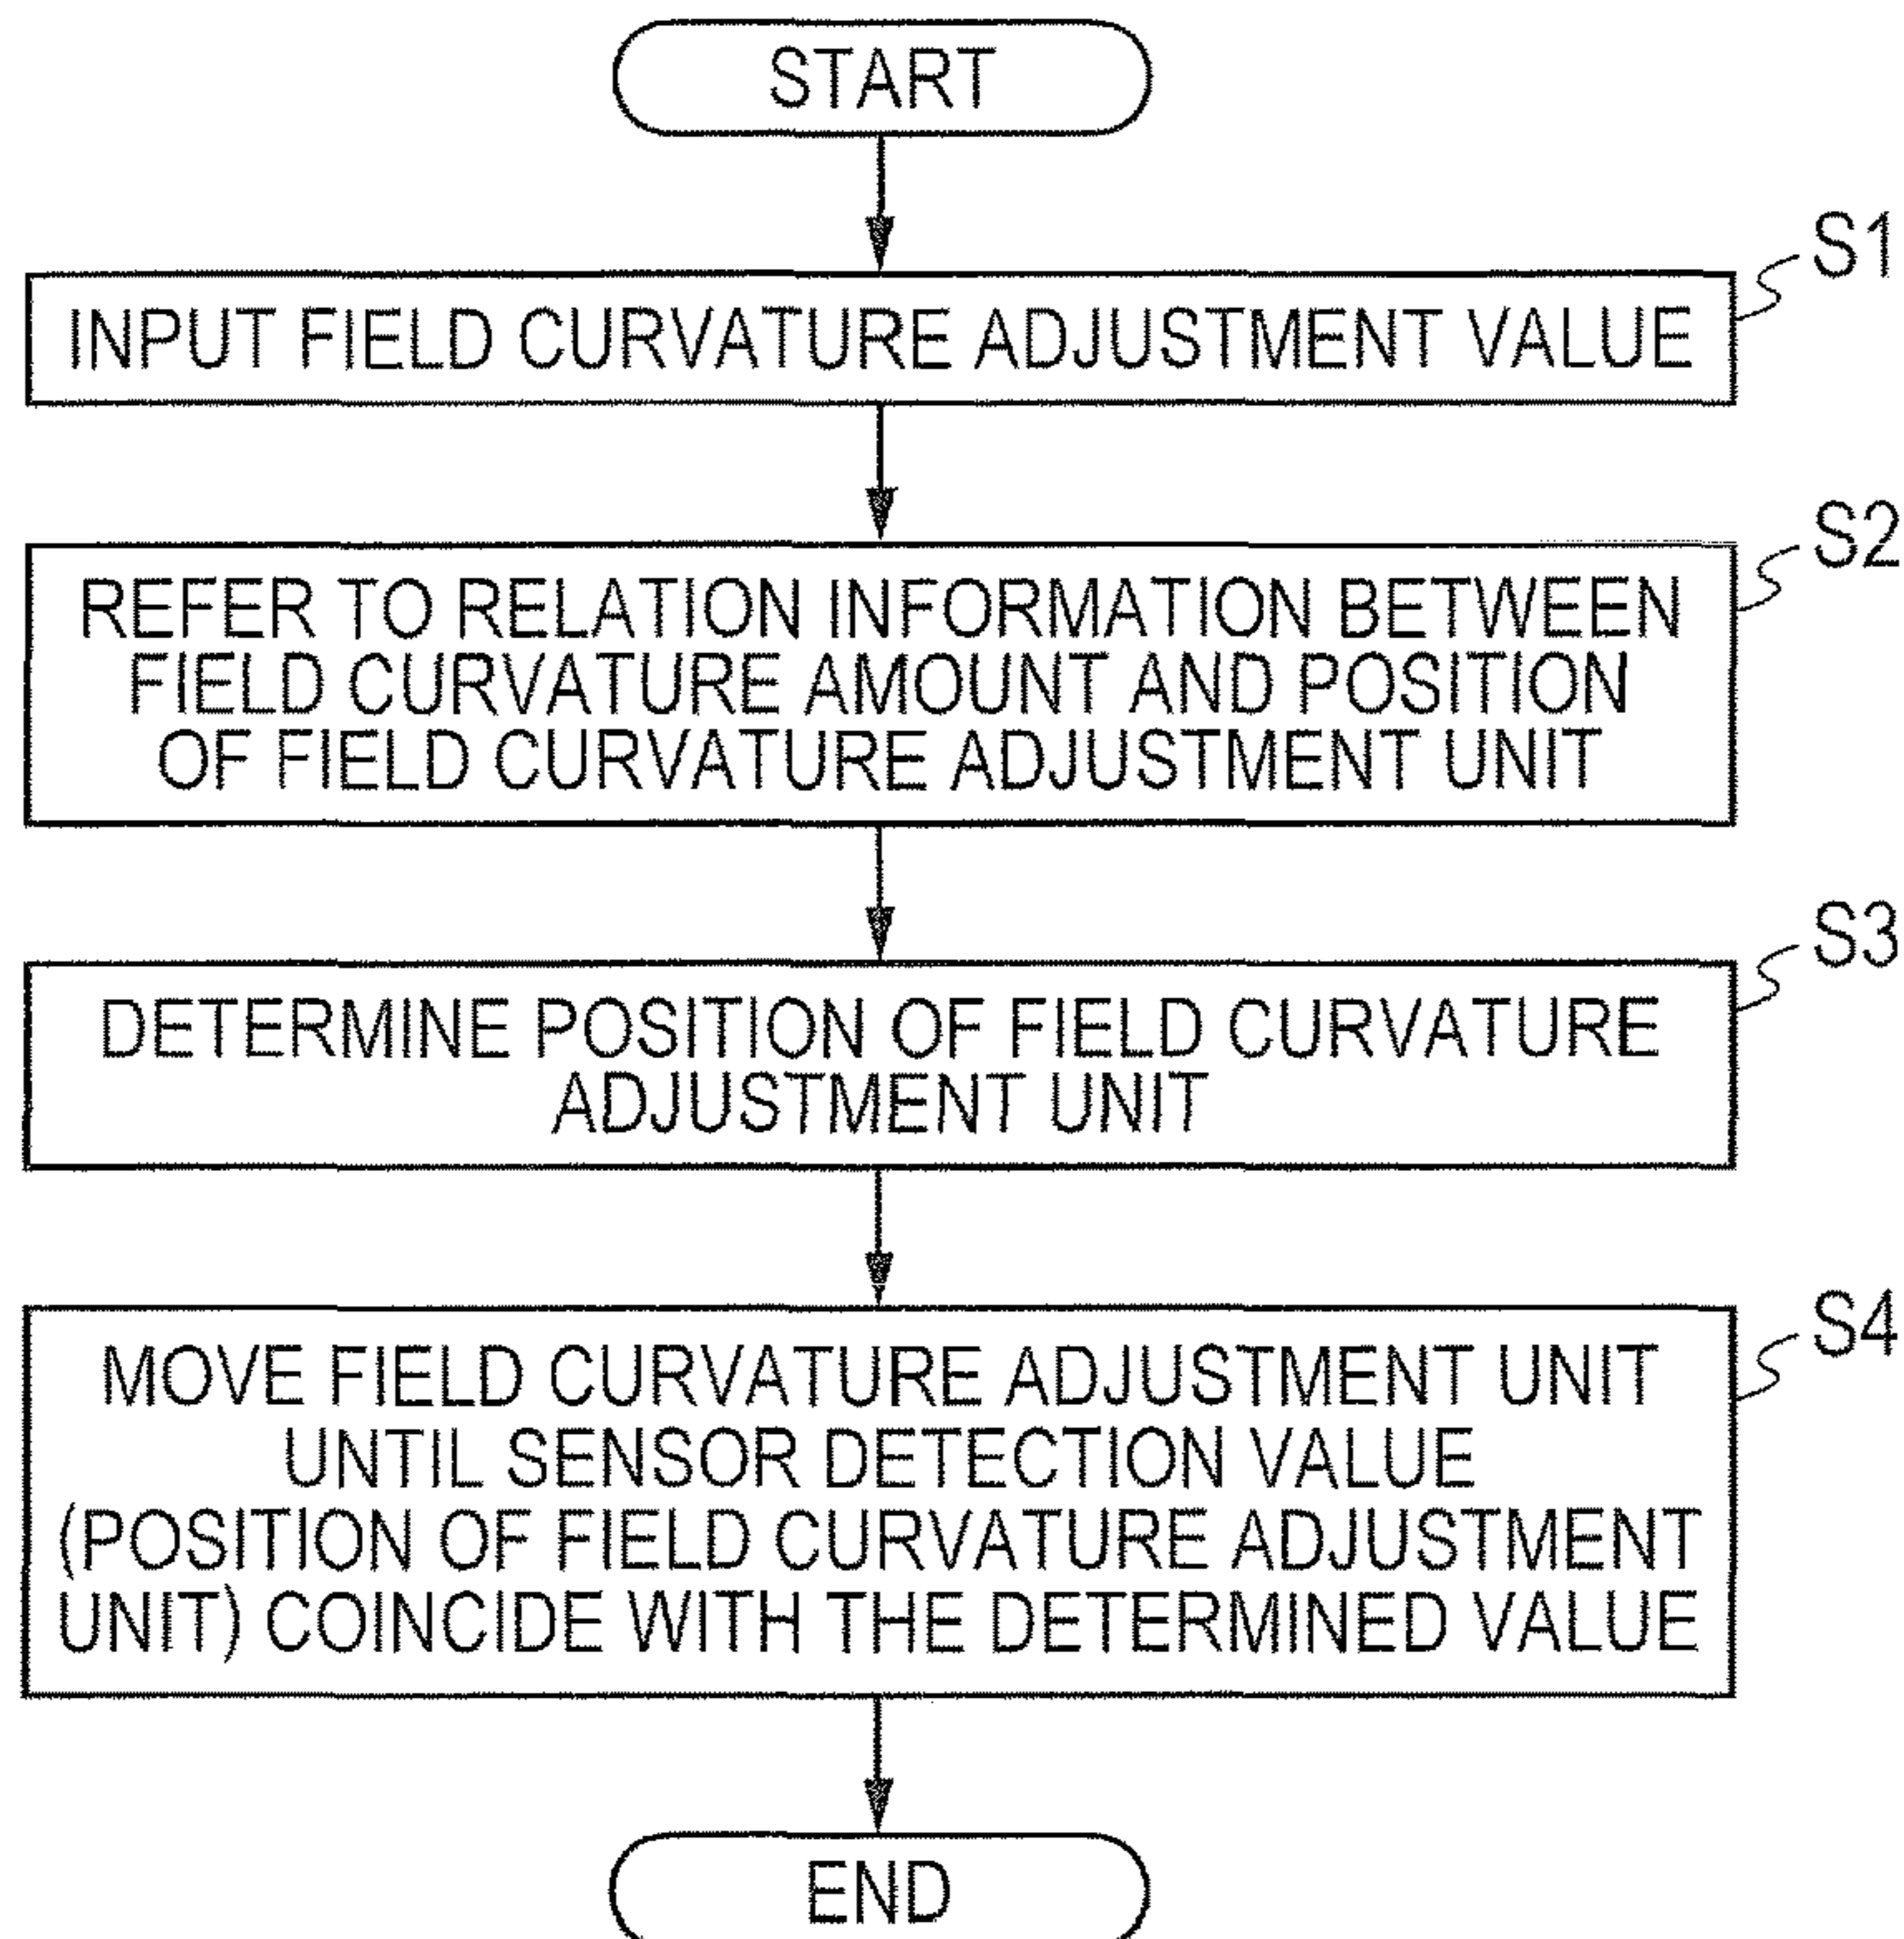 START
S1
INPUT FIELD CURVATURE ADJUSTMENT VALUE
S2
REFER TO RELATION INFORMATION BETWEEN
FIELD CURVATURE AMOUNT AND POSITION
OF FIELD CURVATURE ADJUSTMENT UNIT
S3
DETERMINE POSITION OF FIELD CURVATURE
ADJUSTMENT UNIT
S4
MOVE FIELD CURVATURE ADJUSTMENT UNIT
UNTIL SENSOR DETECTION VALUE
(POSITION OF FIELD CURVATURE ADJUSTMENT
UNIT) COINCIDE WITH THE DETERMINED VALUE
END